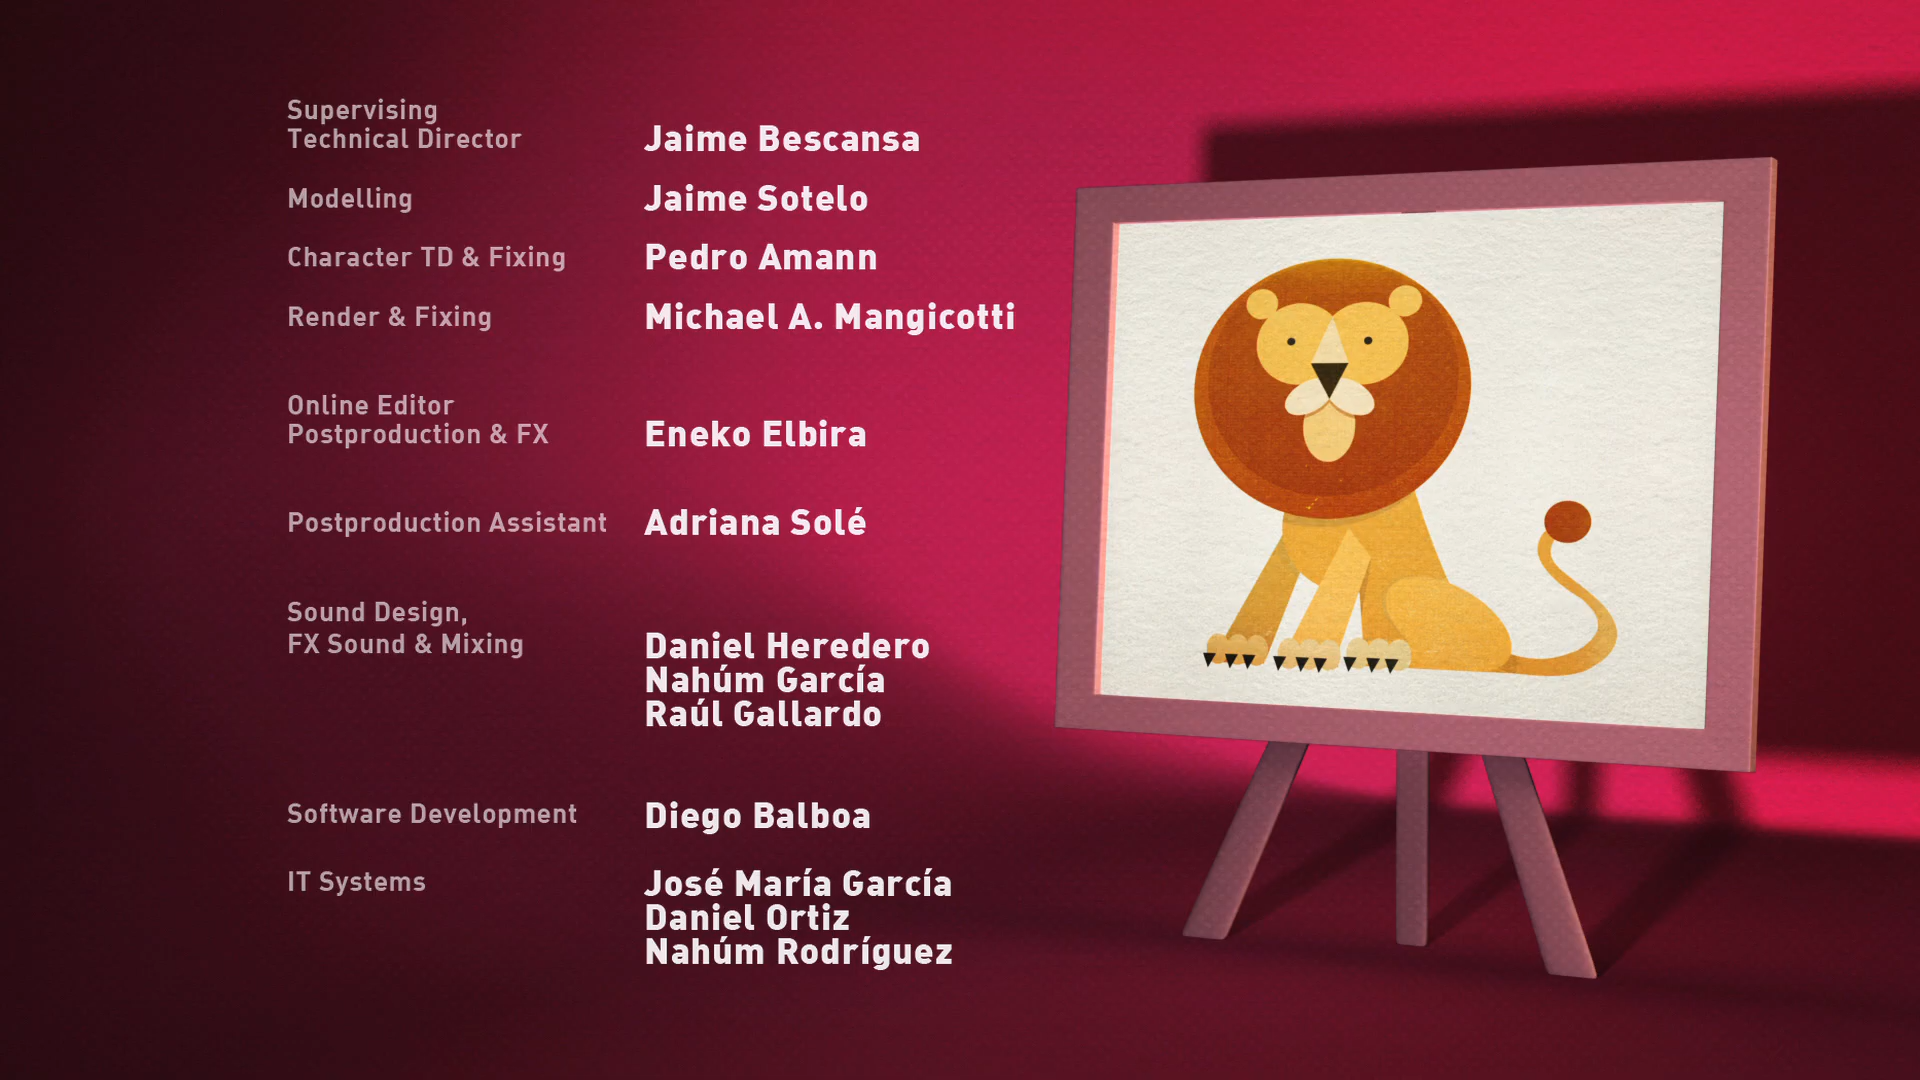 Supervising
Technical Director Jaime Bescansa
Modelling Jaime Sotelo
Character TD & Fixing Pedro Amann
Render & Fixing Michael A. Mangicotti
Online Editor
Postproduction & FX Eneko Elbira
Postproduction Assistant Adriana Solé
Sound Design,
FX Sound & Mixing Daniel Heredero
Nahúm García
Raúl Gallardo
Software Development Diego Balboa
IT Systems José María García
Daniel Ortiz
Nahúm Rodríguez